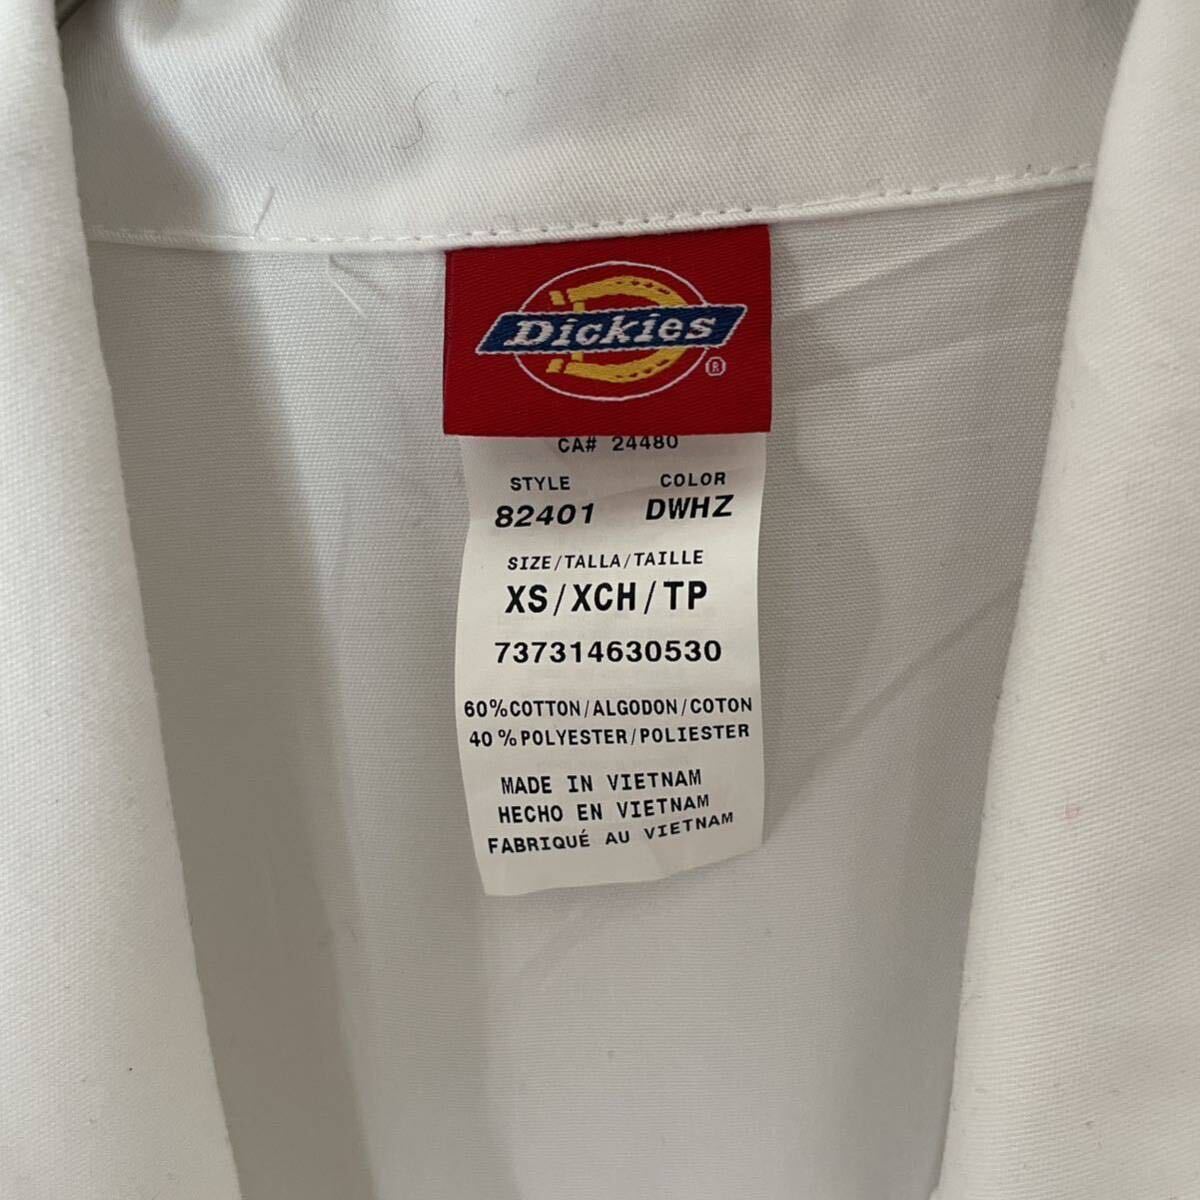 Dickies
®
CA# 24480
STYLE COLOR
82401 DWHZ
SIZE/TALLA/TAILLE
XS/XCH/TP
737314630530
60%COTTON/ALGODON/COTON
40%POLYESTER/POLIESTER
MADE IN VIETNAM
HECHO EN VIETNAM
FABRIQUÉ AU VIETNAM